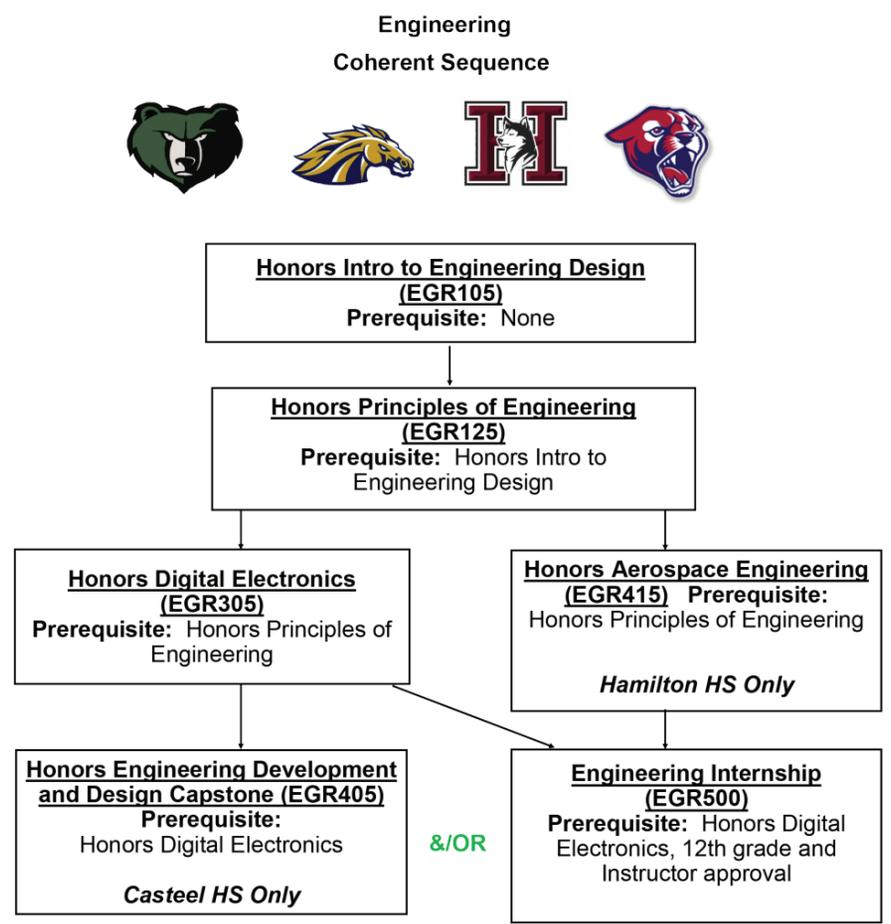 Engineering
Coherent Sequence
H
Honors Intro to Engineering Design
(EGR105)
Prerequisite: None
Honors Principles of Engineering
(EGR125)
Prerequisite: Honors Intro to
Engineering Design
Honors Digital Electronics
(EGR305)
Prerequisite: Honors Principles of
Engineering
Honors Aerospace Engineering
(EGR415) Prerequisite:
Honors Principles of Engineering
Hamilton HS Only
Honors Engineering Development
and Design Capstone (EGR405)
Prerequisite:
Honors Digital Electronics
Casteel HS Only
&/OR
Engineering Internship
(EGR500)
Prerequisite: Honors Digital
Electronics, 12th grade and
Instructor approval